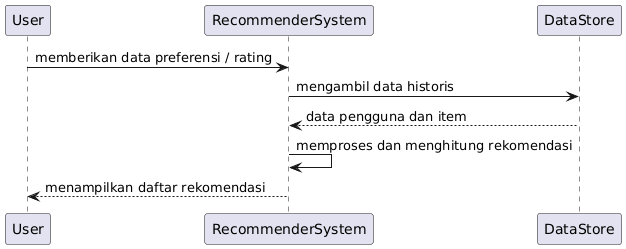 User RecommenderSystem DataStore
memberikan data preferensi / rating
mengambil data historis
data pengguna dan item
memproses dan menghitung rekomendasi
menampilkan daftar rekomendasi
User RecommenderSystem DataStore